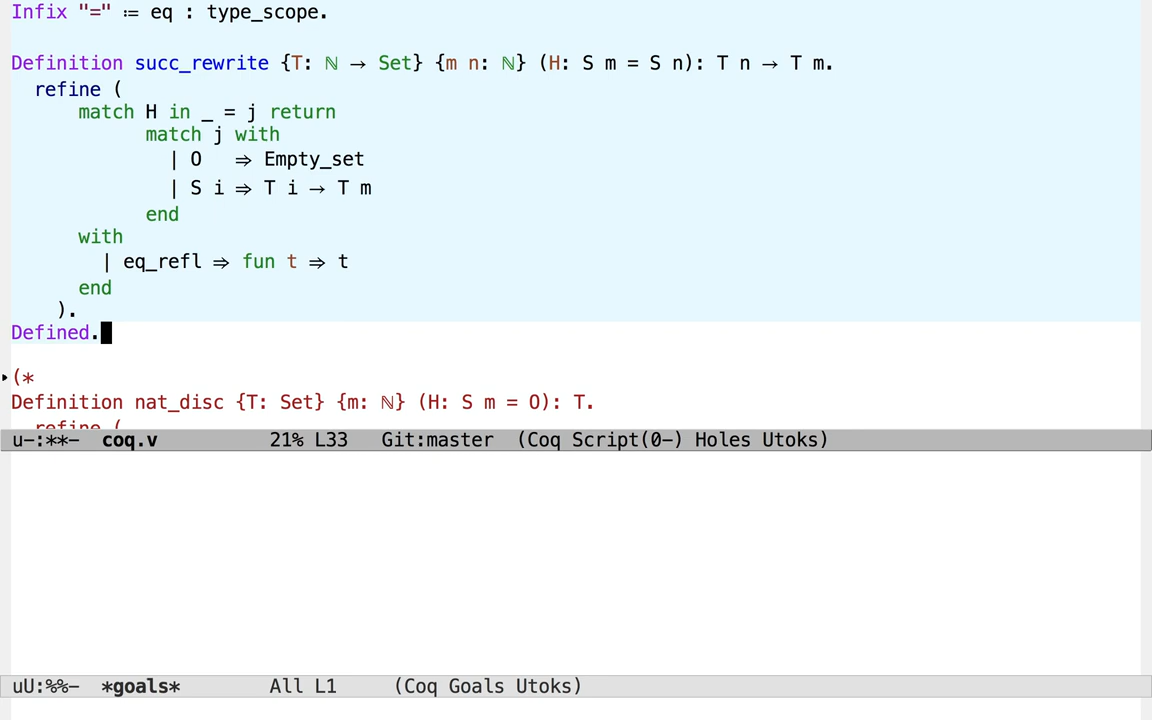 Infix "=" ≔ eq : type_scope.
Definition succ_rewrite {T: ℕ → Set} {m n: ℕ} (H: S m = S n): T n → T m.
  refine (
      match H in _ = j return
            match j with
              | O   ⇒ Empty_set
              | S i ⇒ T i → T m
            end
      with
        | eq_refl ⇒ fun t ⇒ t
      end
    ).
Defined.
(*
Definition nat_disc {T: Set} {m: ℕ} (H: S m = O): T.
  refine (
u-:**-  coq.v          21% L33    Git:master  (Coq Script(0-) Holes Utoks)
uU:%%-  *goals*        All L1     (Coq Goals Utoks)